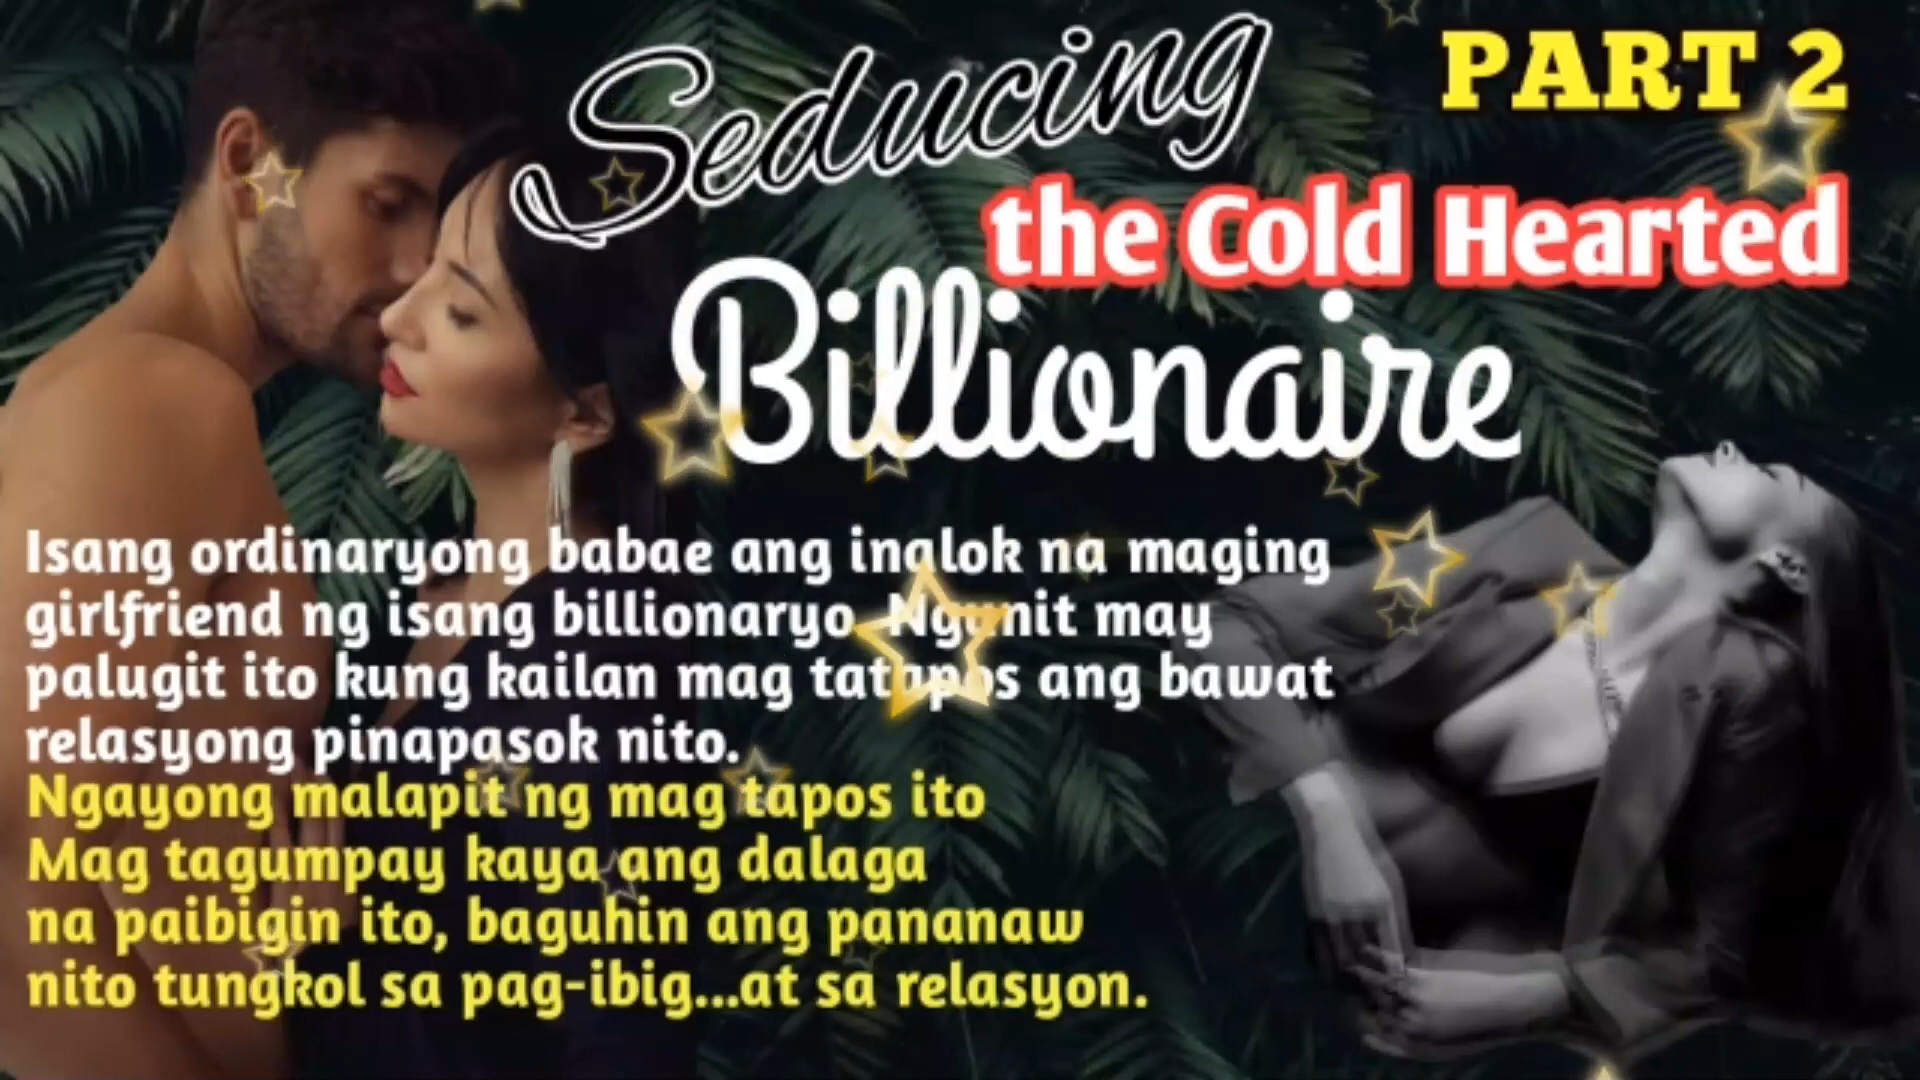 Seducing
PART 2
the Cold Hearted
Billionaire
Isang ordinaryong babae ang inalok na maging
girlfriend ng isang billionaryo. Ngunit may
palugit ito kung kailan mag tatapos ang bawat
relasyong pinapasok nito.
Ngayong malapit ng mag tapos ito
Mag tagumpay kaya ang dalaga
na paibigin ito, baguhin ang pananaw
nito tungkol sa pag-ibig...at sa relasyon.